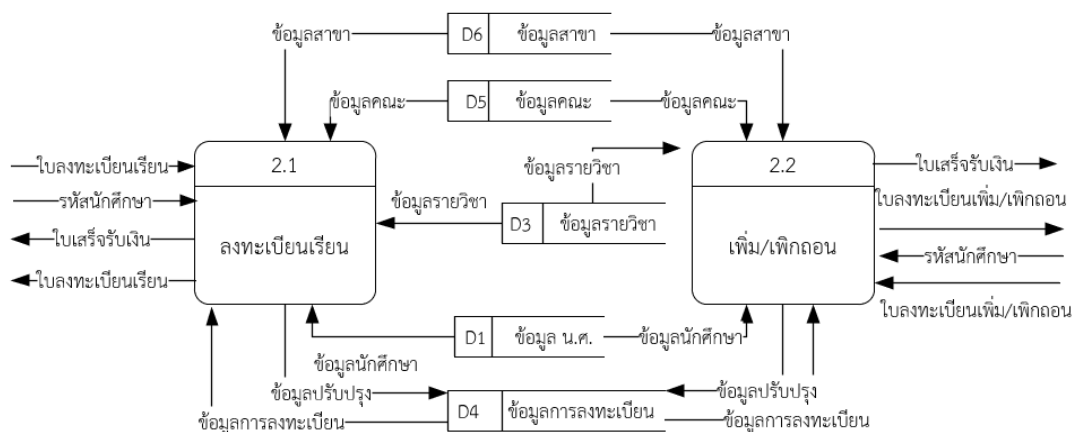 ข้อมูลสาขา
D6 ข้อมูลสาขา
ข้อมูลสาขา
ข้อมูลคณะ
D5 ข้อมูลคณะ
ข้อมูลคณะ
2.1
2.2
ใบลงทะเบียนเรียน
ใบเสร็จรับเงิน
ข้อมูลรายวิชา
รหัสนักศึกษา
ข้อมูลรายวิชา
ใบลงทะเบียนเพิ่ม/เพิกถอน
D3 ข้อมูลรายวิชา
ใบเสร็จรับเงิน
ลงทะเบียนเรียน
เพิ่ม/เพิกถอน
รหัสนักศึกษา
ใบลงทะเบียนเรียน
ใบลงทะเบียนเพิ่ม/เพิกถอน
D1 ข้อมูล น.ศ.
ข้อมูลนักศึกษา
ข้อมูลนักศึกษา
ข้อมูลปรับปรุง
ข้อมูลปรับปรุง
D4 ข้อมูลการลงทะเบียน
ข้อมูลการลงทะเบียน
ข้อมูลการลงทะเบียน